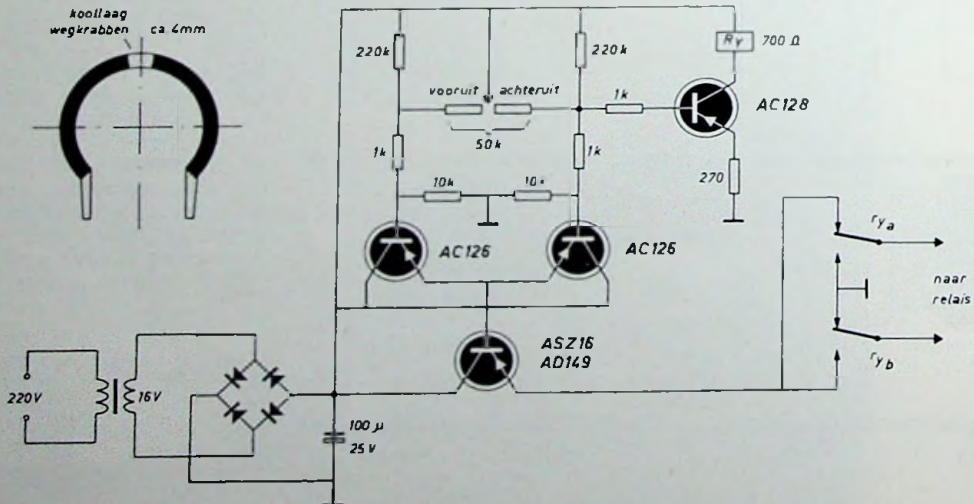 koollaag
wegkrabben ca. 4mm
220k
220k
Ry 700 Ω
vooruit achteruit
50k
1k
AC128
1k
1k
270
10k
AC126
AC126
ry a
naar
relais
ry b
ASZ16
AD149
220V
16V
100 µ
25 V